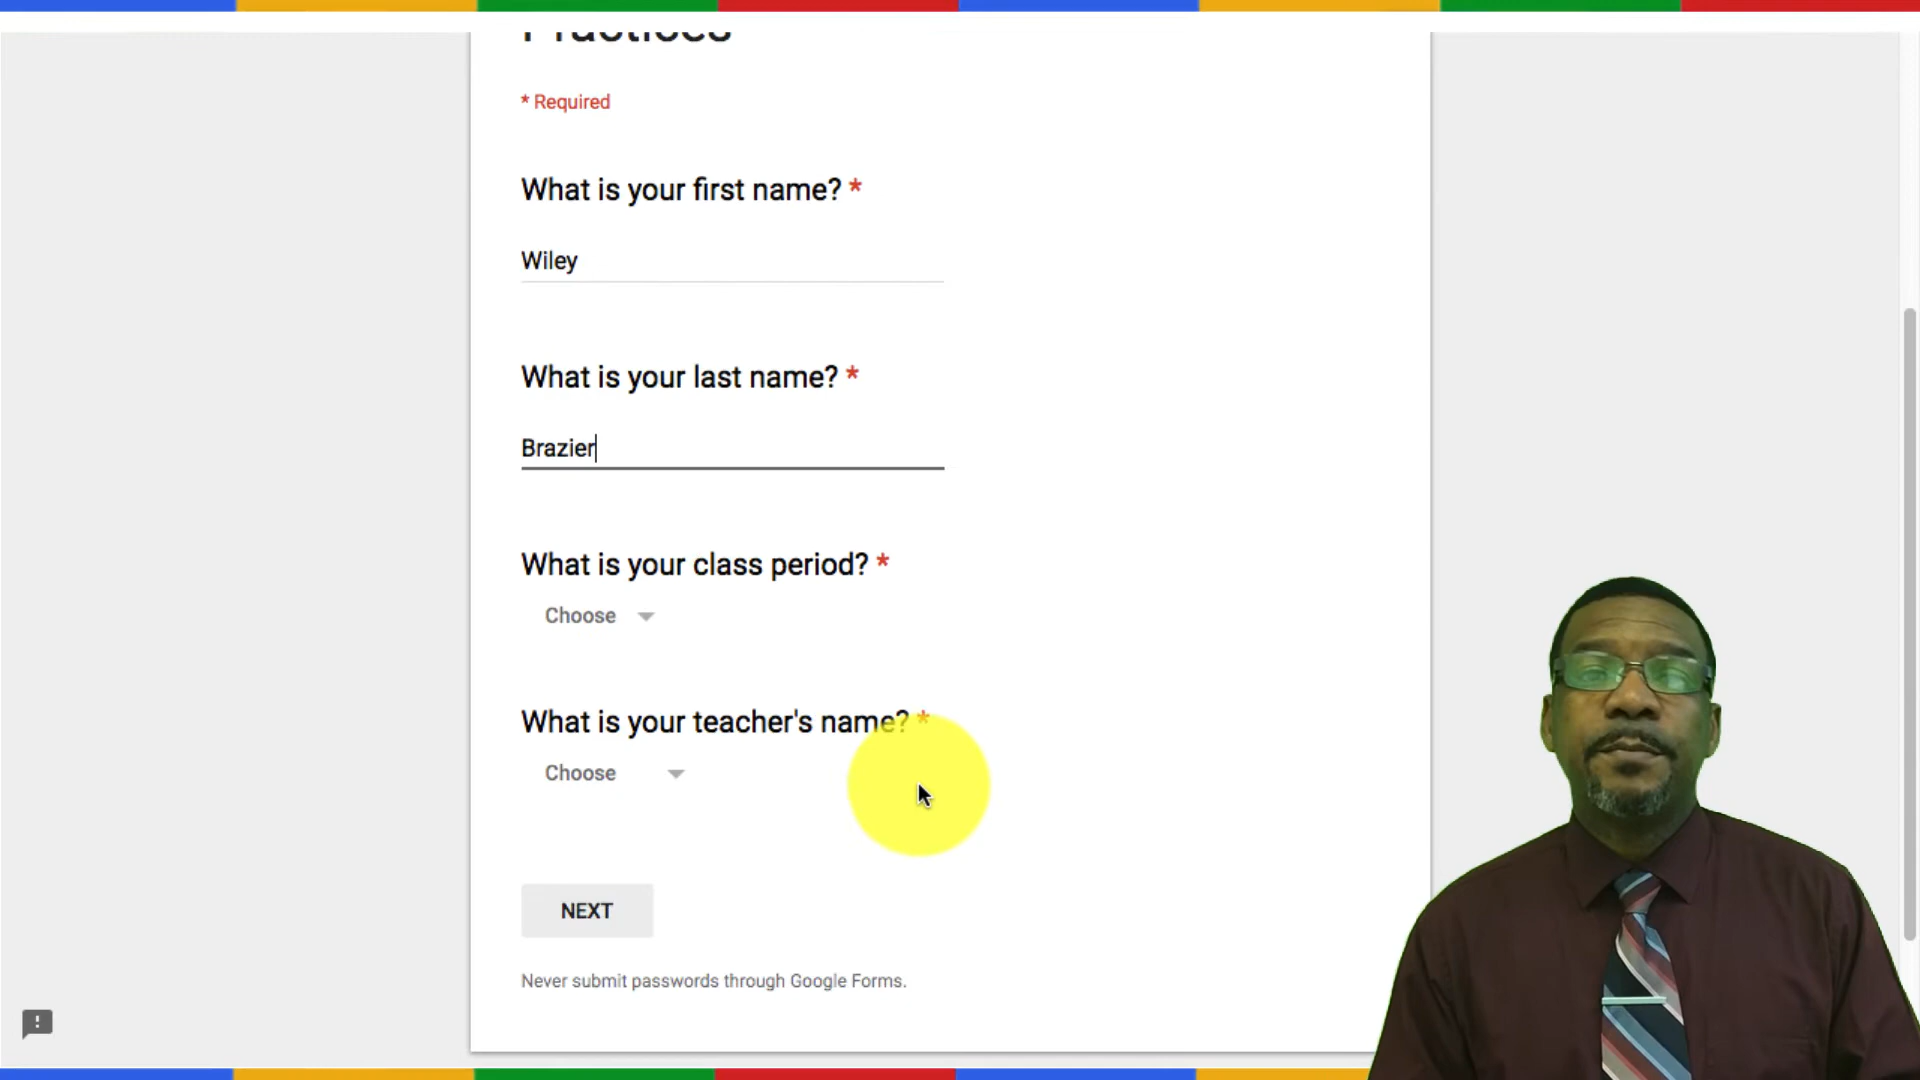 Practices
* Required
What is your first name? *
Wiley
What is your last name? *
Brazier
What is your class period? *
Choose
What is your teacher's name? *
Choose
NEXT
Never submit passwords through Google Forms.